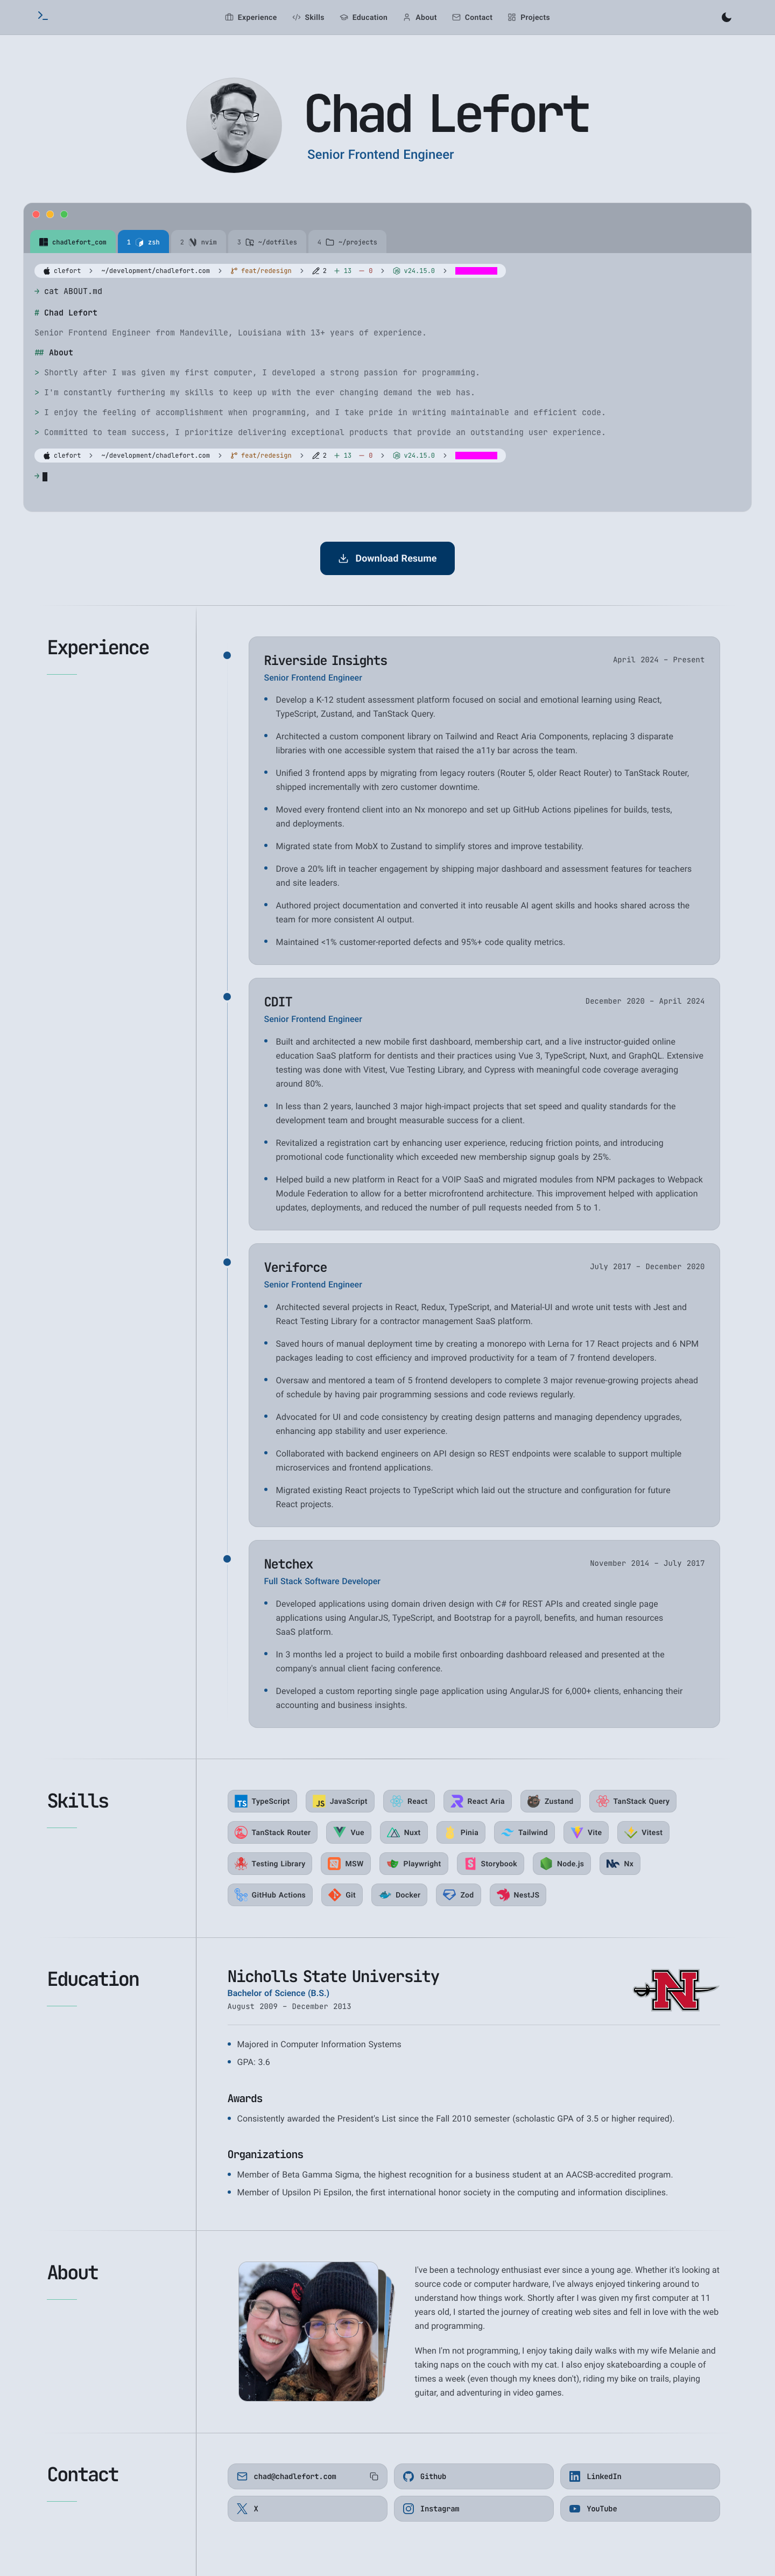 Experience
Skills
Education
About
Contact
Projects
Chad Lefort
Senior Frontend Engineer
chadlefort_com
1 zsh
2 nvim
3 ~/dotfiles
4 ~/projects
clefort > ~/development/chadlefort.com > feat/redesign > 2 + 13 − 0 > v24.15.0 >
→ cat ABOUT.md
# Chad Lefort
Senior Frontend Engineer from Mandeville, Louisiana with 13+ years of experience.
## About
> Shortly after I was given my first computer, I developed a strong passion for programming.
> I'm constantly furthering my skills to keep up with the ever changing demand the web has.
> I enjoy the feeling of accomplishment when programming, and I take pride in writing maintainable and efficient code.
> Committed to team success, I prioritize delivering exceptional products that provide an outstanding user experience.
clefort > ~/development/chadlefort.com > feat/redesign > 2 + 13 − 0 > v24.15.0 >
→
Download Resume
Experience
Riverside Insights
April 2024 – Present
Senior Frontend Engineer
Develop a K-12 student assessment platform focused on social and emotional learning using React,
TypeScript, Zustand, and TanStack Query.
Architected a custom component library on Tailwind and React Aria Components, replacing 3 disparate
libraries with one accessible system that raised the a11y bar across the team.
Unified 3 frontend apps by migrating from legacy routers (Router 5, older React Router) to TanStack Router,
shipped incrementally with zero customer downtime.
Moved every frontend client into an Nx monorepo and set up GitHub Actions pipelines for builds, tests,
and deployments.
Migrated state from MobX to Zustand to simplify stores and improve testability.
Drove a 20% lift in teacher engagement by shipping major dashboard and assessment features for teachers
and site leaders.
Authored project documentation and converted it into reusable AI agent skills and hooks shared across the
team for more consistent AI output.
Maintained <1% customer-reported defects and 95%+ code quality metrics.
CDIT
December 2020 – April 2024
Senior Frontend Engineer
Built and architected a new mobile first dashboard, membership cart, and a live instructor-guided online
education SaaS platform for dentists and their practices using Vue 3, TypeScript, Nuxt, and GraphQL. Extensive
testing was done with Vitest, Vue Testing Library, and Cypress with meaningful code coverage averaging
around 80%.
In less than 2 years, launched 3 major high-impact projects that set speed and quality standards for the
development team and brought measurable success for a client.
Revitalized a registration cart by enhancing user experience, reducing friction points, and introducing
promotional code functionality which exceeded new membership signup goals by 25%.
Helped build a new platform in React for a VOIP SaaS and migrated modules from NPM packages to Webpack
Module Federation to allow for a better microfrontend architecture. This improvement helped with application
updates, deployments, and reduced the number of pull requests needed from 5 to 1.
Veriforce
July 2017 – December 2020
Senior Frontend Engineer
Architected several projects in React, Redux, TypeScript, and Material-UI and wrote unit tests with Jest and
React Testing Library for a contractor management SaaS platform.
Saved hours of manual deployment time by creating a monorepo with Lerna for 17 React projects and 6 NPM
packages leading to cost efficiency and improved productivity for a team of 7 frontend developers.
Oversaw and mentored a team of 5 frontend developers to complete 3 major revenue-growing projects ahead
of schedule by having pair programming sessions and code reviews regularly.
Advocated for UI and code consistency by creating design patterns and managing dependency upgrades,
enhancing app stability and user experience.
Collaborated with backend engineers on API design so REST endpoints were scalable to support multiple
microservices and frontend applications.
Migrated existing React projects to TypeScript which laid out the structure and configuration for future
React projects.
Netchex
November 2014 – July 2017
Full Stack Software Developer
Developed applications using domain driven design with C# for REST APIs and created single page
applications using AngularJS, TypeScript, and Bootstrap for a payroll, benefits, and human resources
SaaS platform.
In 3 months led a project to build a mobile first onboarding dashboard released and presented at the
company's annual client facing conference.
Developed a custom reporting single page application using AngularJS for 6,000+ clients, enhancing their
accounting and business insights.
Skills
TS TypeScript
JS JavaScript
React
React Aria
Zustand
TanStack Query
TanStack Router
Vue
Nuxt
Pinia
Tailwind
Vite
Vitest
Testing Library
MSW
Playwright
Storybook
Node.js
Nx
GitHub Actions
Git
Docker
Zod
NestJS
Education
Nicholls State University
Bachelor of Science (B.S.)
August 2009 – December 2013
N
Majored in Computer Information Systems
GPA: 3.6
Awards
Consistently awarded the President's List since the Fall 2010 semester (scholastic GPA of 3.5 or higher required).
Organizations
Member of Beta Gamma Sigma, the highest recognition for a business student at an AACSB-accredited program.
Member of Upsilon Pi Epsilon, the first international honor society in the computing and information disciplines.
About
I've been a technology enthusiast ever since a young age. Whether it's looking at
source code or computer hardware, I've always enjoyed tinkering around to
understand how things work. Shortly after I was given my first computer at 11
years old, I started the journey of creating web sites and fell in love with the web
and programming.
When I'm not programming, I enjoy taking daily walks with my wife Melanie and
taking naps on the couch with my cat. I also enjoy skateboarding a couple of
times a week (even though my knees don't), riding my bike on trails, playing
guitar, and adventuring in video games.
Contact
chad@chadlefort.com
Github
LinkedIn
X
Instagram
YouTube